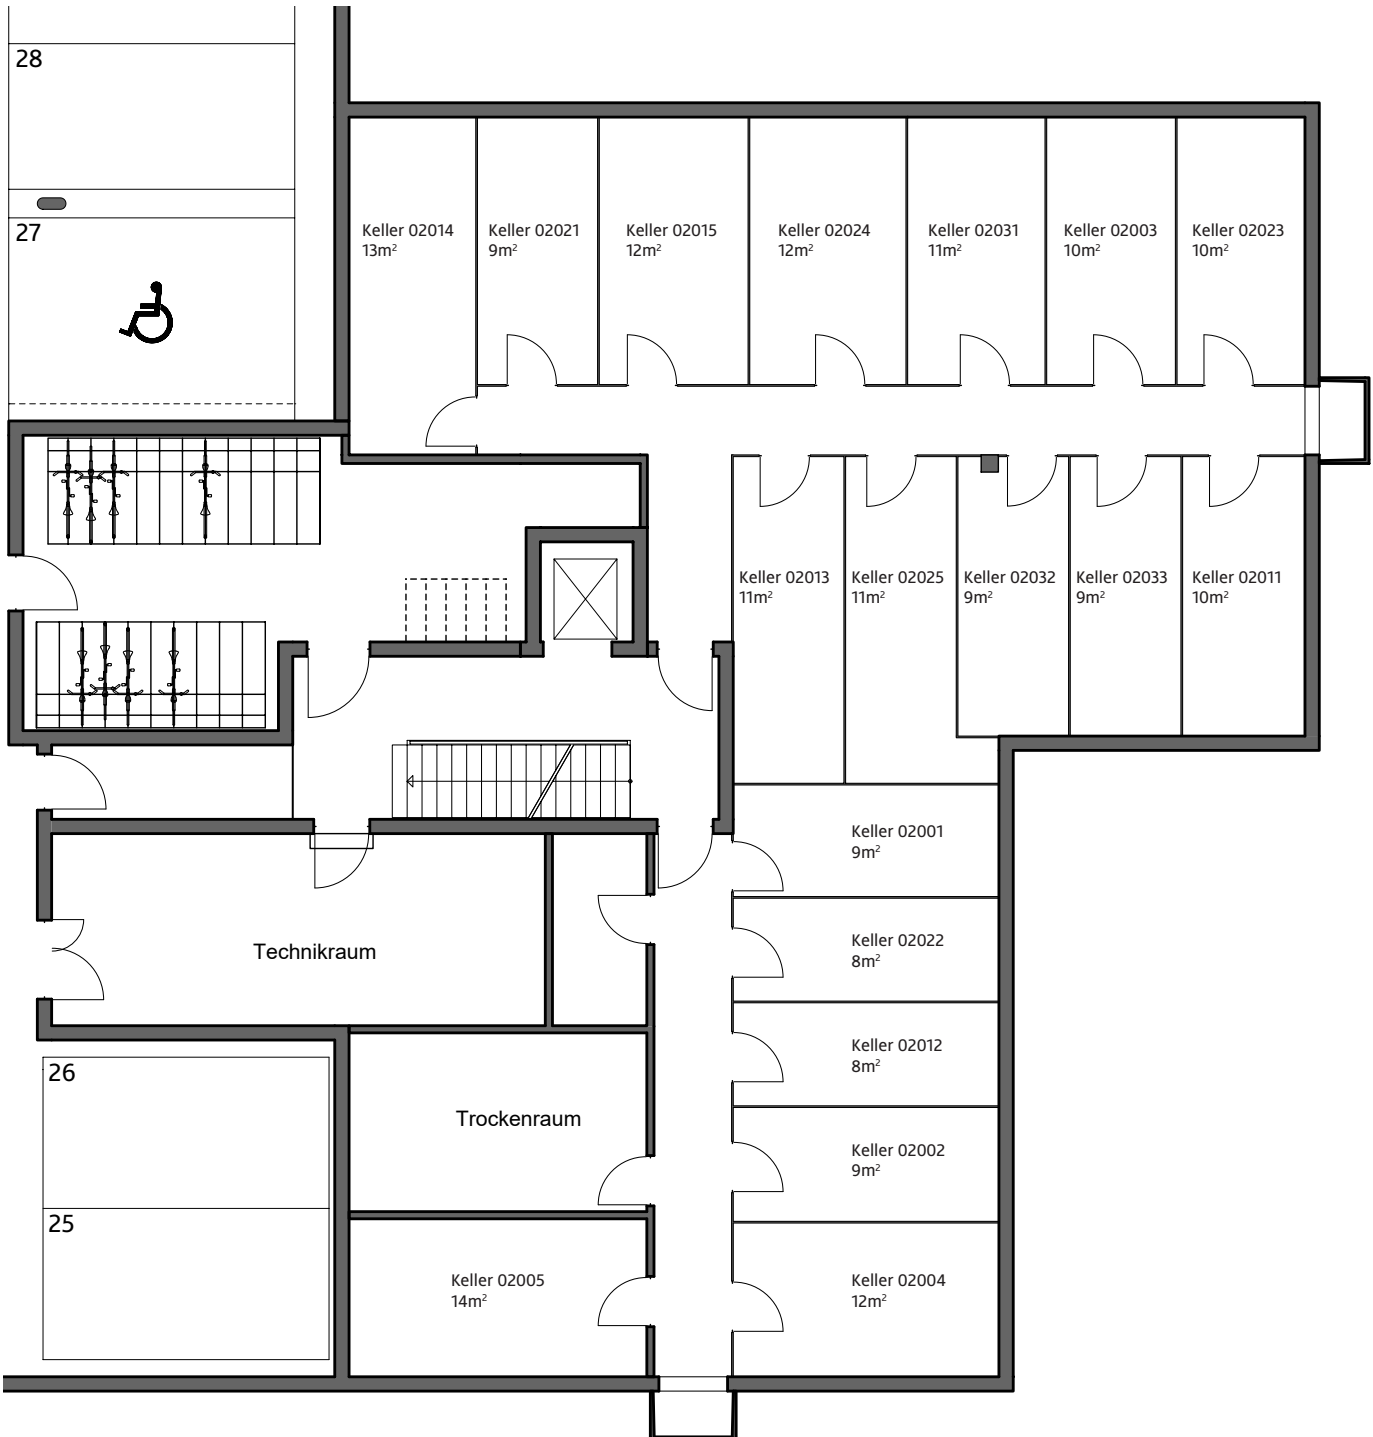 28
27
Keller 02014
13m²
Keller 02021
9m²
Keller 02015
12m²
Keller 02024
12m²
Keller 02031
11m²
Keller 02003
10m²
Keller 02023
10m²
Keller 02013
11m²
Keller 02025
11m²
Keller 02032
9m²
Keller 02033
9m²
Keller 02011
10m²
Keller 02001
9m²
Technikraum
Keller 02022
8m²
Keller 02012
8m²
26
Trockenraum
Keller 02002
9m²
25
Keller 02005
14m²
Keller 02004
12m²